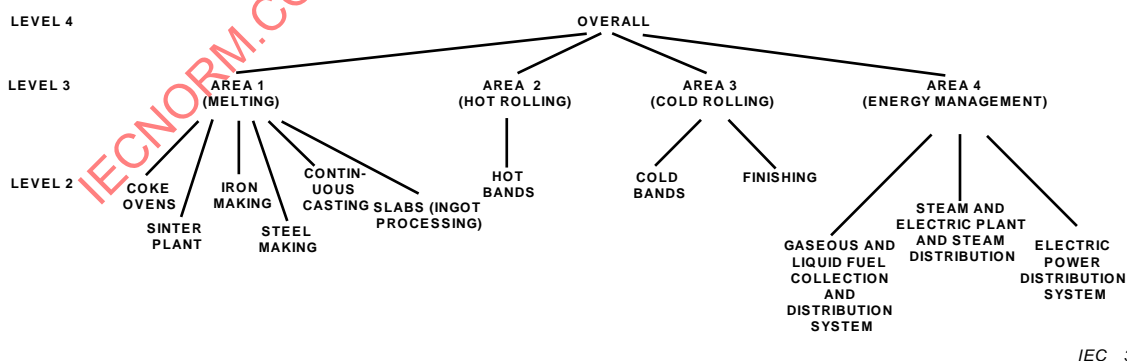 LEVEL 4
OVERALL
LEVEL 3
AREA 1
(MELTING)
AREA 2
(HOT ROLLING)
AREA 3
(COLD ROLLING)
AREA 4
(ENERGY MANAGEMENT)
LEVEL 2
COKE
OVENS
SINTER
PLANT
IRON
MAKING
STEEL
MAKING
CONTIN-
UOUS
CASTING
SLABS (INGOT
PROCESSING)
HOT
BANDS
COLD
BANDS
FINISHING
GASEOUS AND
LIQUID FUEL
COLLECTION
AND
DISTRIBUTION
SYSTEM
STEAM AND
ELECTRIC PLANT
AND STEAM
DISTRIBUTION
ELECTRIC
POWER
DISTRIBUTION
SYSTEM
IECNORM.CO
IEC